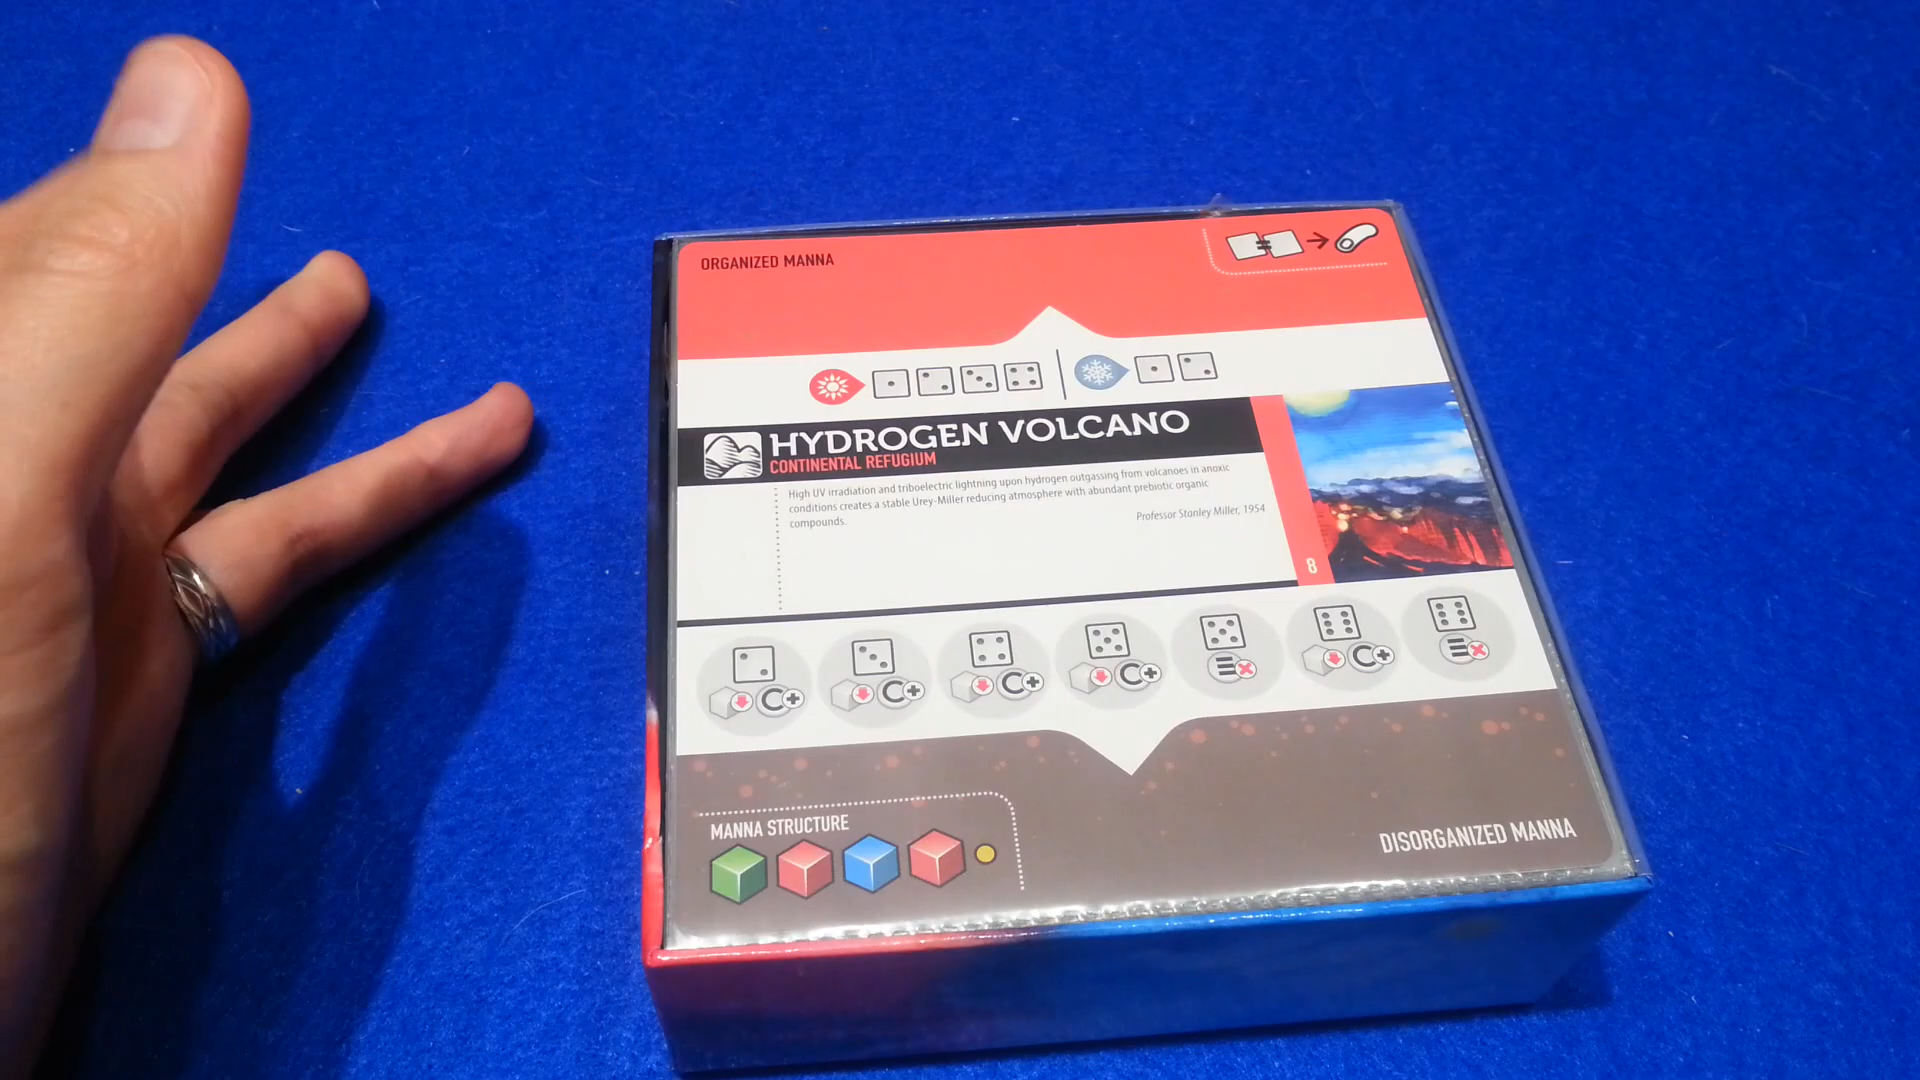 ORGANIZED MANNA
HYDROGEN VOLCANO
CONTINENTAL REFUGIUM
High UV irradiation and triboelectric lightning upon hydrogen outgassing from volcanoes in anoxic
conditions creates a stable Urey-Miller reducing atmosphere with abundant prebiotic organic
compounds.
Professor Stanley Miller, 1954
8
C+ C+ C+ C+ C+
MANNA STRUCTURE
DISORGANIZED MANNA